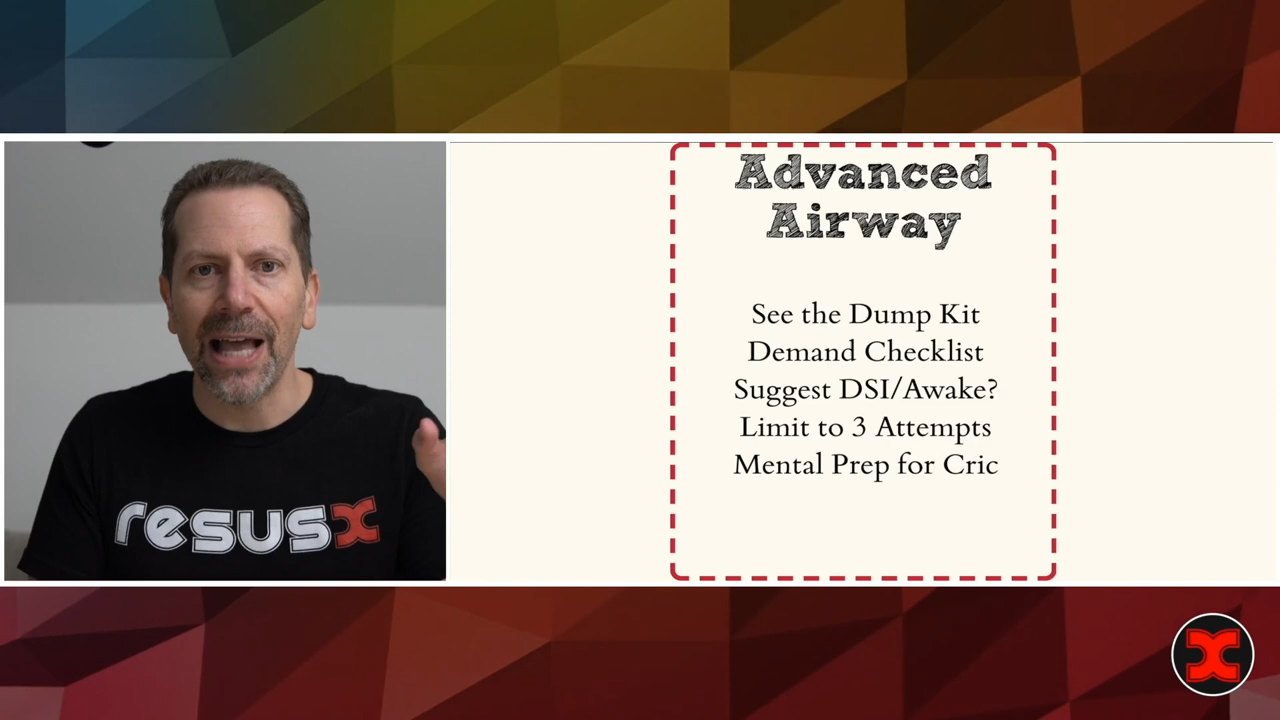 Advanced
Airway
See the Dump Kit
Demand Checklist
Suggest DSI/Awake?
Limit to 3 Attempts
Mental Prep for Cric
resusx
X